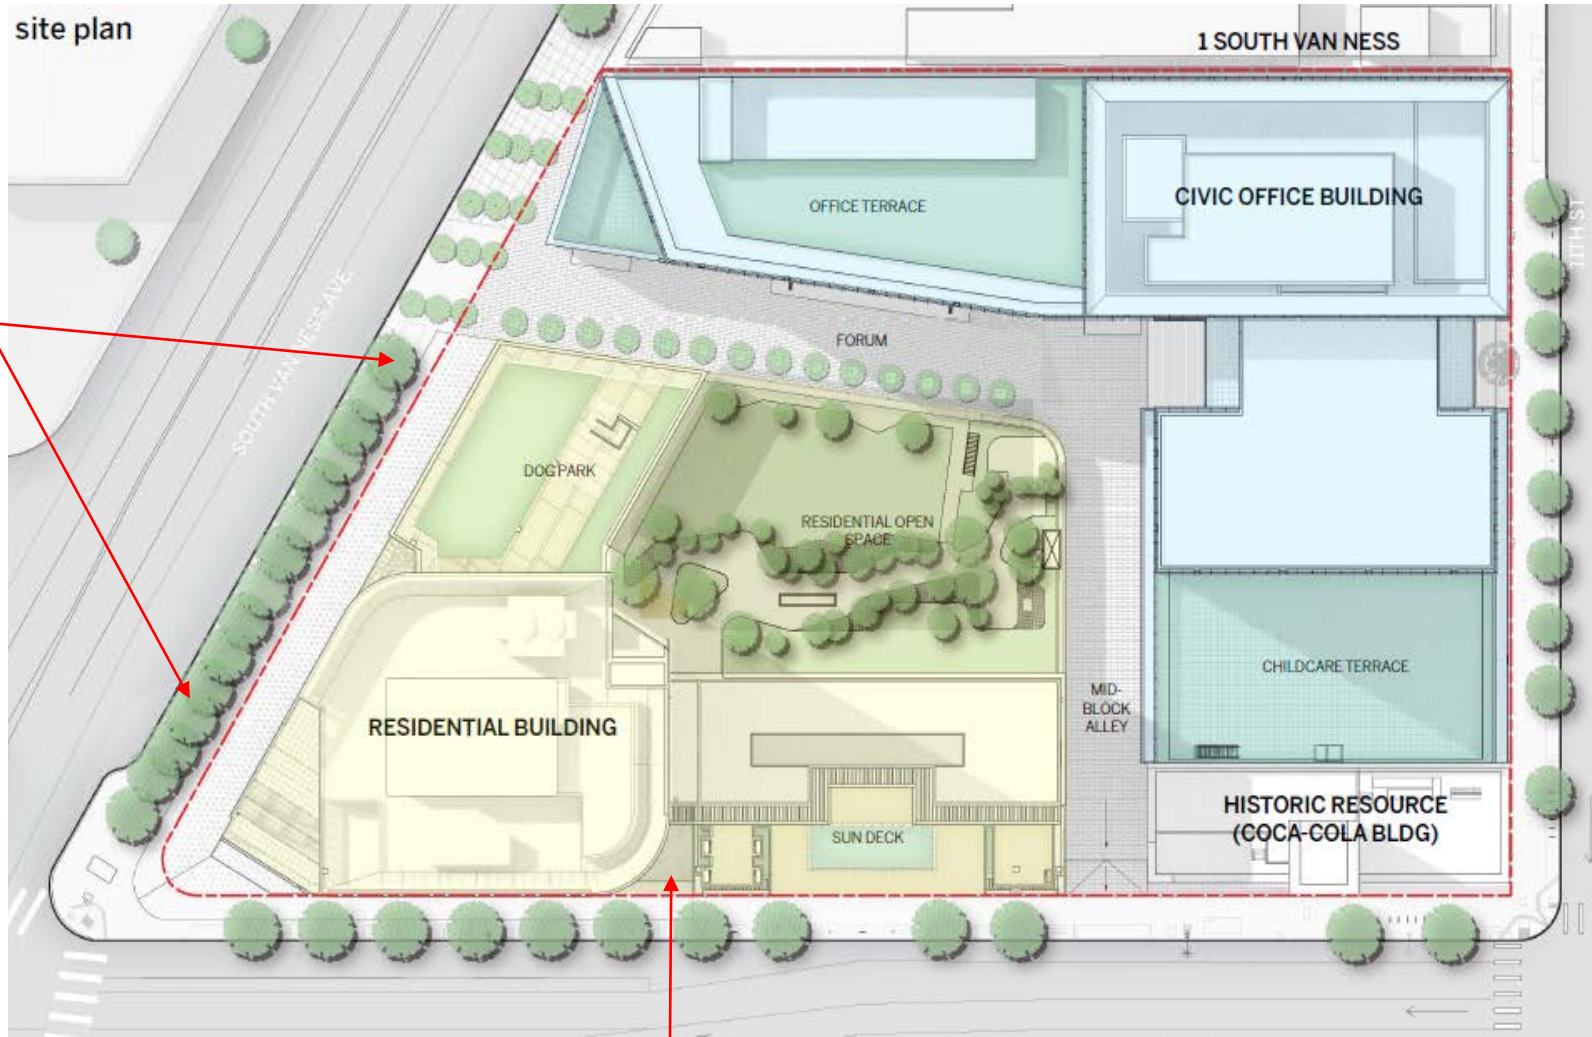 site plan
1 SOUTH VAN NESS
CIVIC OFFICE BUILDING
OFFICE TERRACE
11TH ST
SOUTH VAN NESS AVE.
FORUM
DOG PARK
RESIDENTIAL OPEN
SPACE
CHILDCARE TERRACE
MID-
BLOCK
ALLEY
RESIDENTIAL BUILDING
HISTORIC RESOURCE
(COCA-COLA BLDG)
SUN DECK